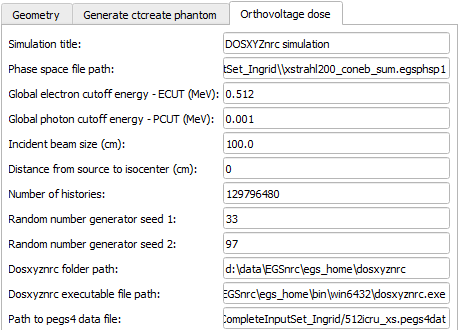 Geometry Generate ctcreate phantom Orthovoltage dose
Simulation title: DOSXYZnrc simulation
Phase space file path: tSet_Ingrid\\xstrahl200_coneb_sum.egsphsp1
Global electron cutoff energy - ECUT (MeV): 0.512
Global photon cutoff energy - PCUT (MeV): 0.001
Incident beam size (cm): 100.0
Distance from source to isocenter (cm): 0
Number of histories: 129796480
Random number generator seed 1: 33
Random number generator seed 2: 97
Dosxyznrc folder path: d:\data\EGSnrc\egs_home\dosxyznrc
Dosxyznrc executable file path: EGSnrc\egs_home\bin\win6432\dosxyznrc.exe
Path to pegs4 data file: CompleteInputSet_Ingrid/512icru_xs.pegs4dat